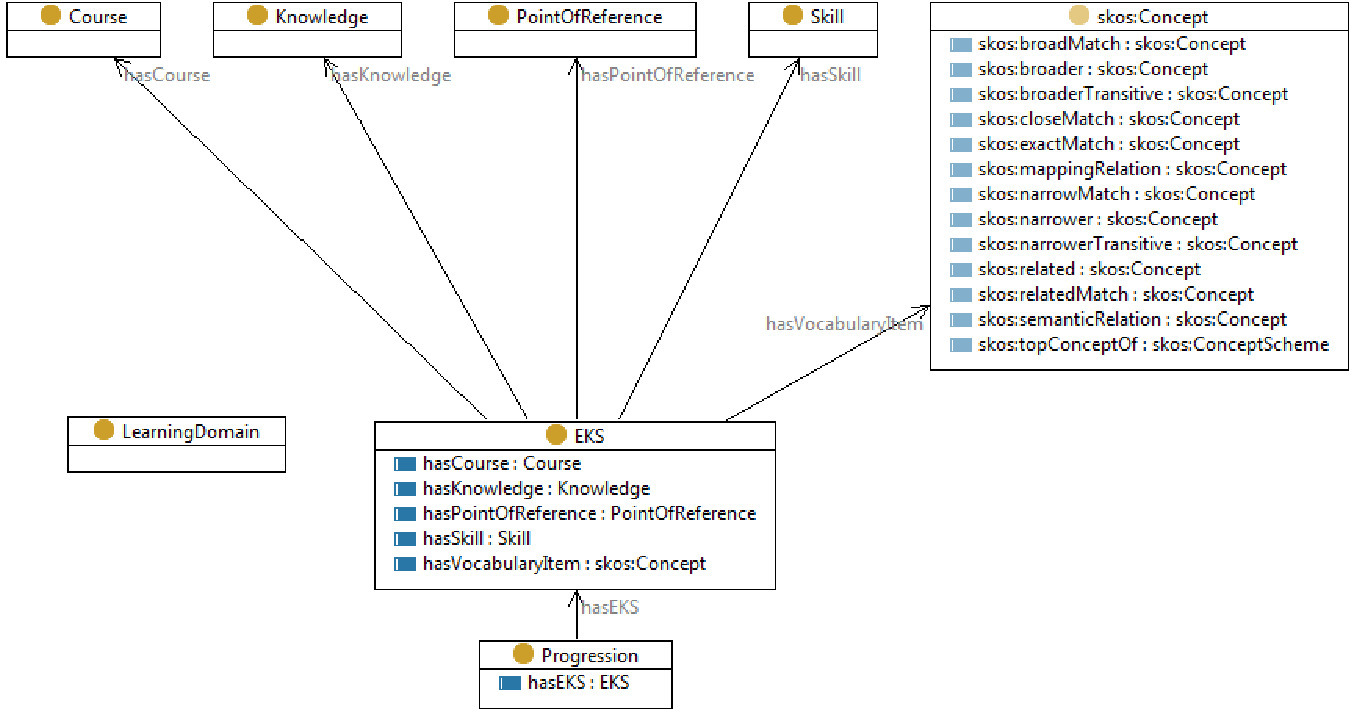 Course
Knowledge
PointOfReference
Skill
skos:Concept
hasCourse
hasKnowledge
hasPointOfReference
hasSkill
skos:broadMatch : skos:Concept
skos:broader : skos:Concept
skos:broaderTransitive : skos:Concept
skos:closeMatch : skos:Concept
skos:exactMatch : skos:Concept
skos:mappingRelation : skos:Concept
skos:narrowMatch : skos:Concept
skos:narrower : skos:Concept
skos:narrowerTransitive : skos:Concept
skos:related : skos:Concept
skos:relatedMatch : skos:Concept
skos:semanticRelation : skos:Concept
skos:topConceptOf : skos:ConceptScheme
hasVocabularyItem
LearningDomain
EKS
hasCourse : Course
hasKnowledge : Knowledge
hasPointOfReference : PointOfReference
hasSkill : Skill
hasVocabularyItem : skos:Concept
hasEKS
Progression
hasEKS : EKS